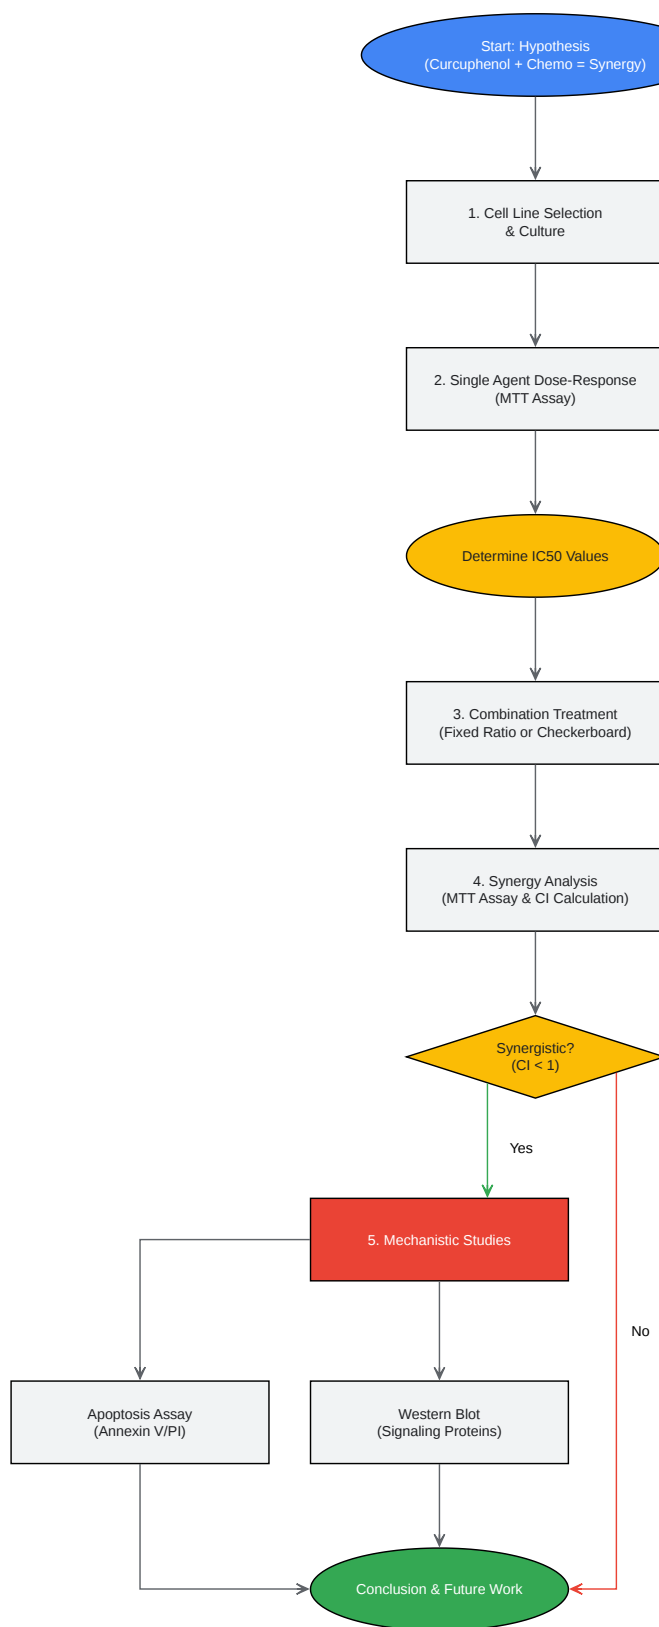 Start: Hypothesis
(Curcuphenol + Chemo = Synergy)
1. Cell Line Selection
& Culture
2. Single Agent Dose-Response
(MTT Assay)
Determine IC50 Values
3. Combination Treatment
(Fixed Ratio or Checkerboard)
4. Synergy Analysis
(MTT Assay & CI Calculation)
Synergistic?
(CI < 1)
Yes
5. Mechanistic Studies
No
Apoptosis Assay
(Annexin V/PI)
Western Blot
(Signaling Proteins)
Conclusion & Future Work